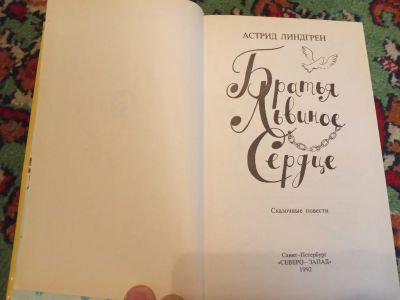 АСТРИД ЛИНДГРЕН
Братья
Львиное
Сердце
Сказочные повести
Санкт-Петербург
«СЕВЕРО-ЗАПАД»
1992